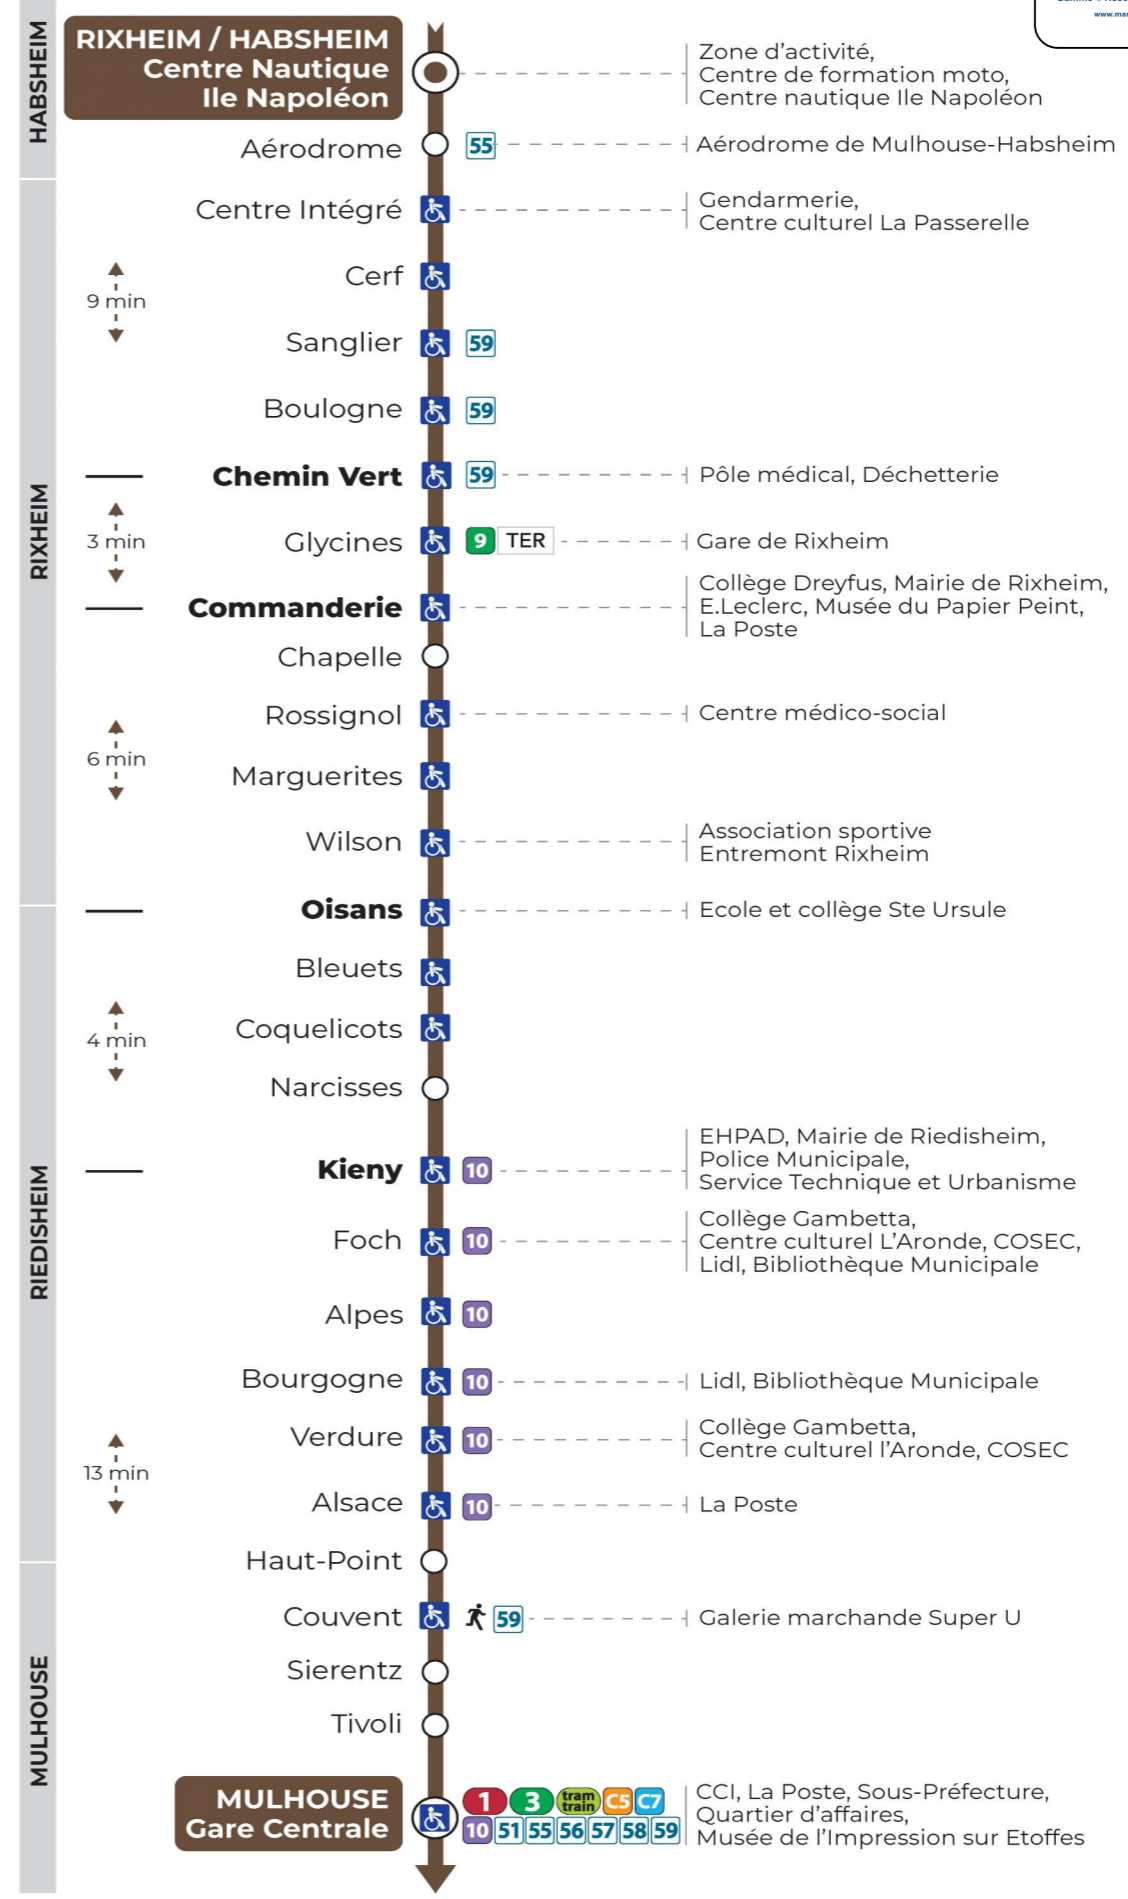 www.ma
HABSHEIM
RIXHEIM / HABSHEIM
Centre Nautique
Ile Napoléon
Zone d'activité,
Centre de formation moto,
Centre nautique Ile Napoléon
Aérodrome
55
Aérodrome de Mulhouse-Habsheim
RIXHEIM
Centre Intégré
Gendarmerie,
Centre culturel La Passerelle
Cerf
9 min
Sanglier
59
Boulogne
59
Chemin Vert
59
Pôle médical, Déchetterie
3 min
Glycines
9 TER
Gare de Rixheim
Commanderie
Collège Dreyfus, Mairie de Rixheim,
E.Leclerc, Musée du Papier Peint,
La Poste
Chapelle
Rossignol
Centre médico-social
6 min
Marguerites
Wilson
Association sportive
Entremont Rixheim
RIEDISHEIM
Oisans
Ecole et collège Ste Ursule
Bleuets
Coquelicots
4 min
Narcisses
Kieny
10
EHPAD, Mairie de Riedisheim,
Police Municipale,
Service Technique et Urbanisme
Foch
10
Collège Gambetta,
Centre culturel L'Aronde, COSEC,
Lidl, Bibliothèque Municipale
Alpes
10
Bourgogne
10
Lidl, Bibliothèque Municipale
Verdure
10
Collège Gambetta,
Centre culturel l'Aronde, COSEC
13 min
Alsace
10
La Poste
Haut-Point
MULHOUSE
Couvent
59
Galerie marchande Super U
Sierentz
Tivoli
MULHOUSE
Gare Centrale
1 3 tram train C5 C7
10 51 55 56 57 58 59
CCI, La Poste, Sous-Préfecture,
Quartier d'affaires,
Musée de l'Impression sur Etoffes